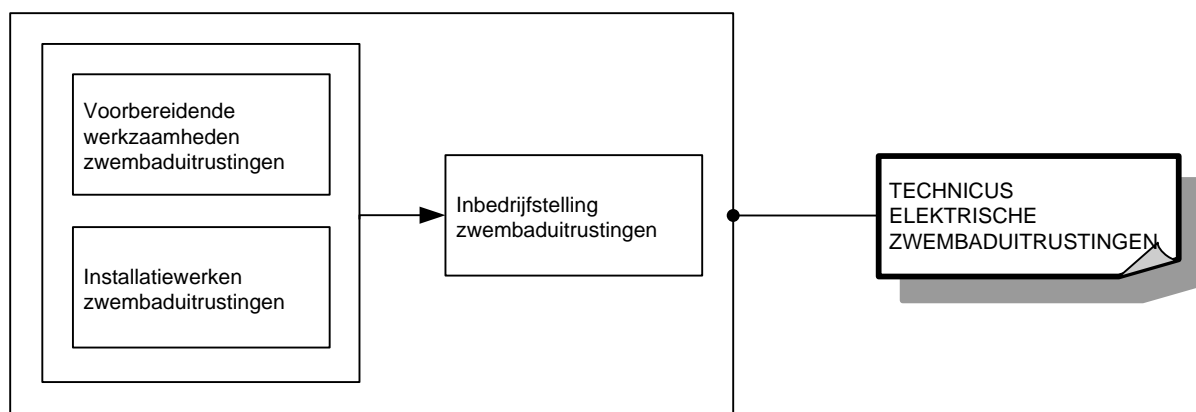 Voorbereidende
werkzaamheden
zwembaduitrustingen
Installatiewerken
zwembaduitrustingen
Inbedrijfstelling
zwembaduitrustingen
TECHNICUS
ELEKTRISCHE
ZWEMBADUITRUSTINGEN